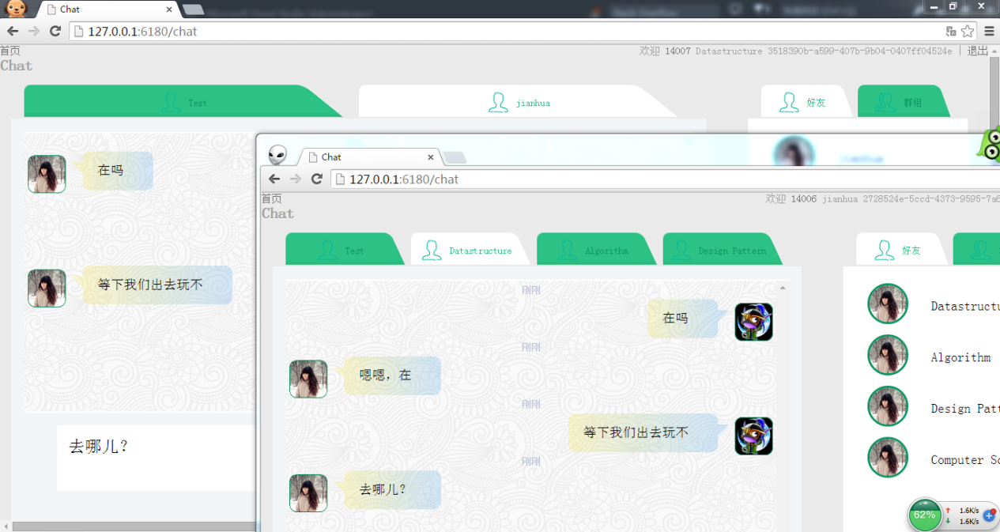 Chat
127.0.0.1:6180/chat
首页
欢迎 14007 Datastructure 3518390b-a599-407b-9b04-0407ff04524e | 退出
Chat
Test
jianhua
好友
群组
在吗
等下我们出去玩不
去哪儿?
Chat
127.0.0.1:6180/chat
首页
欢迎 14006 jianhua 2728524e-5ccd-4373-9595-7a6
Chat
Test
Datastructure
Algorithm
Design Pattern
好友
刚刚
在吗
刚刚
嗯嗯，在
刚刚
等下我们出去玩不
刚刚
去哪儿?
Datastructu
Algorithm
Design Patt
Computer Sc
62%
1.6K/s
1.6K/s